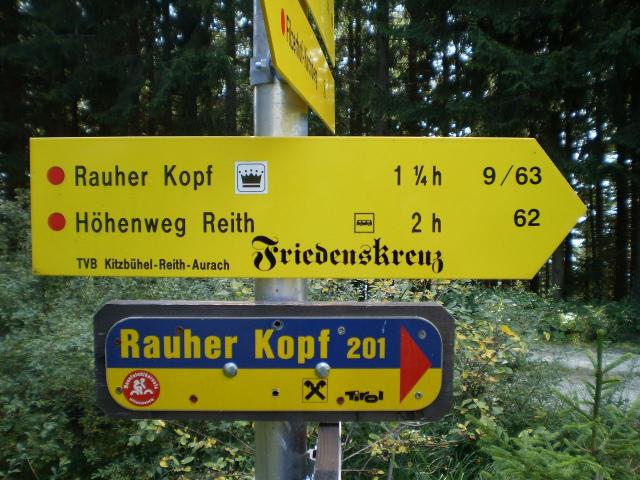 Rauher Kopf 1 ¼ h 9/63
Höhenweg Reith 2 h 62
Friedenskreuz
TVB Kitzbühel-Reith-Aurach
Rauher Kopf 201
Tirol